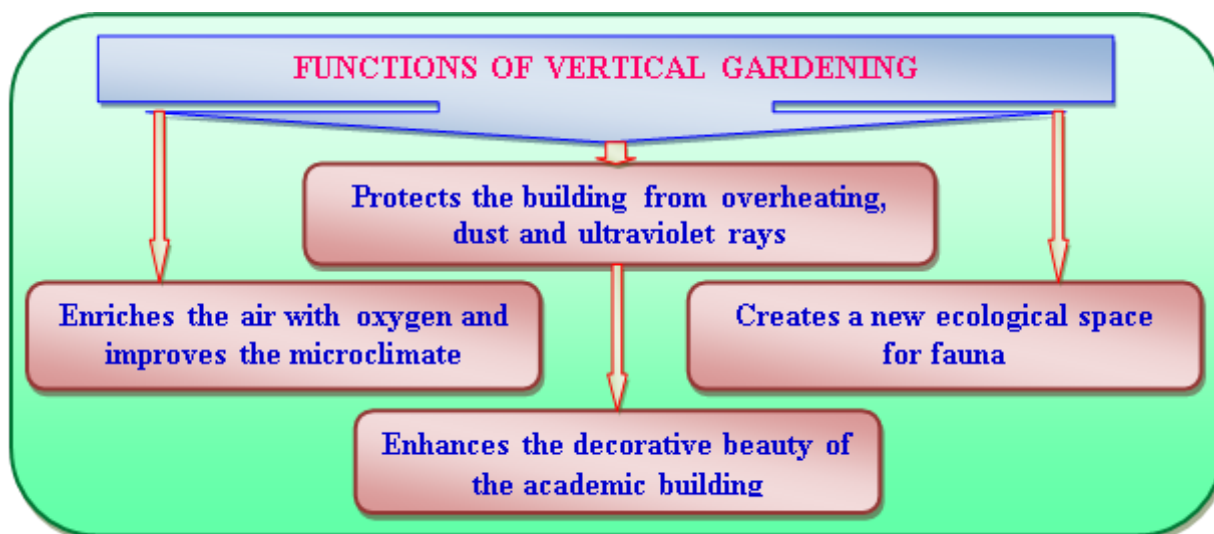 FUNCTIONS OF VERTICAL GARDENING
Protects the building from overheating,
dust and ultraviolet rays
Enriches the air with oxygen and
improves the microclimate
Creates a new ecological space
for fauna
Enhances the decorative beauty of
the academic building